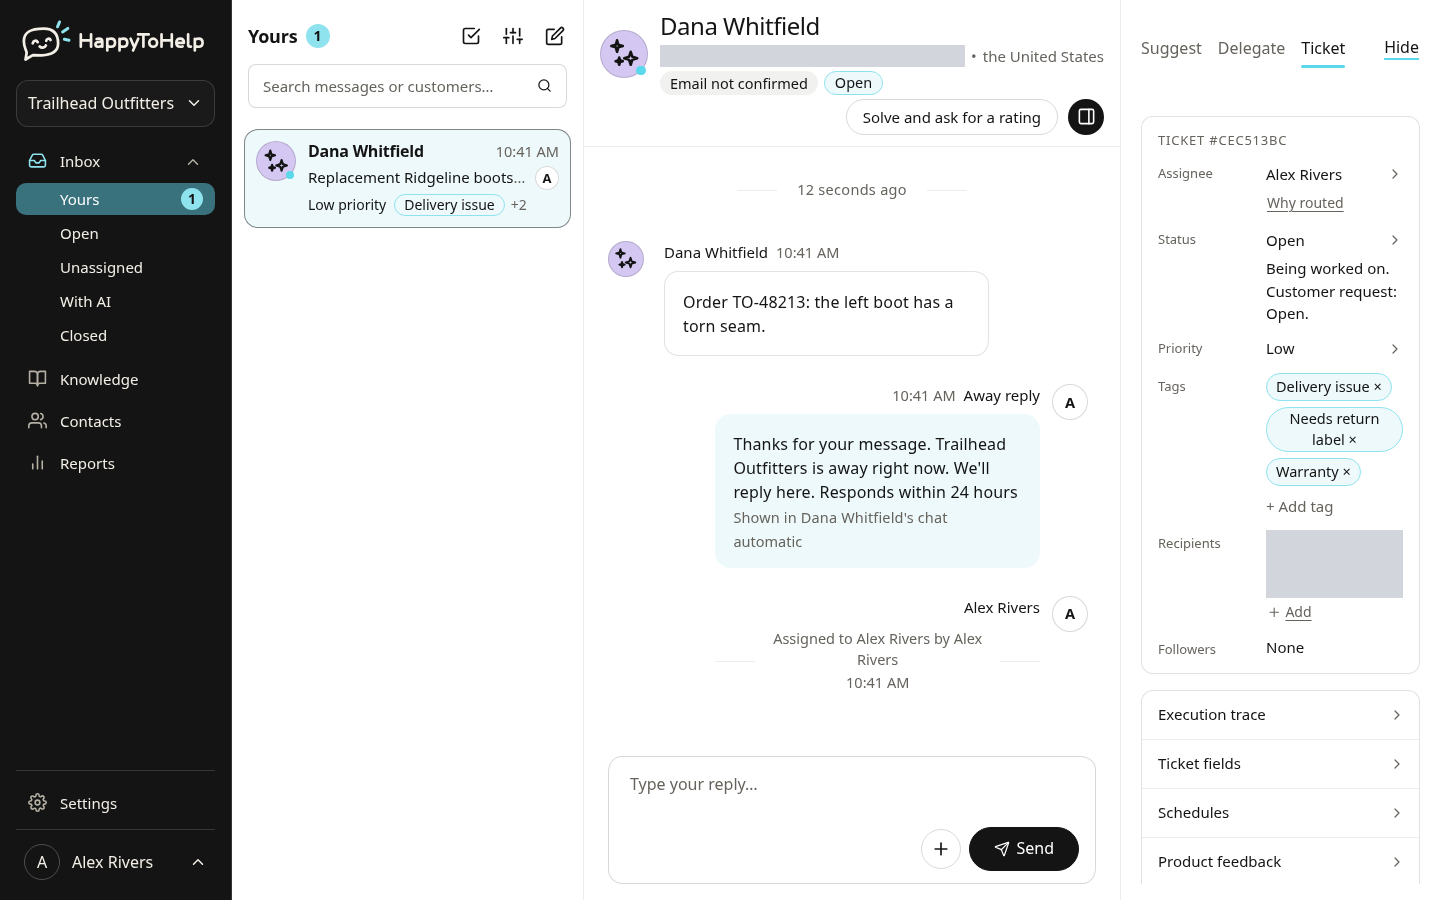 HappyToHelp
Trailhead Outfitters
Inbox
Yours 1
Open
Unassigned
With AI
Closed
Knowledge
Contacts
Reports
Settings
A Alex Rivers
Yours 1
Search messages or customers...
Dana Whitfield 10:41 AM
Replacement Ridgeline boots... A
Low priority Delivery issue +2
Dana Whitfield
• the United States
Email not confirmed Open
Solve and ask for a rating
12 seconds ago
Dana Whitfield 10:41 AM
Order TO-48213: the left boot has a
torn seam.
10:41 AM Away reply A
Thanks for your message. Trailhead
Outfitters is away right now. We'll
reply here. Responds within 24 hours
Shown in Dana Whitfield's chat
automatic
Alex Rivers A
Assigned to Alex Rivers by Alex
Rivers
10:41 AM
Type your reply...
Send
Suggest Delegate Ticket Hide
TICKET #CEC513BC
Assignee Alex Rivers
Why routed
Status Open
Being worked on.
Customer request:
Open.
Priority Low
Tags Delivery issue ×
Needs return
label ×
Warranty ×
+ Add tag
Recipients
+ Add
Followers None
Execution trace
Ticket fields
Schedules
Product feedback